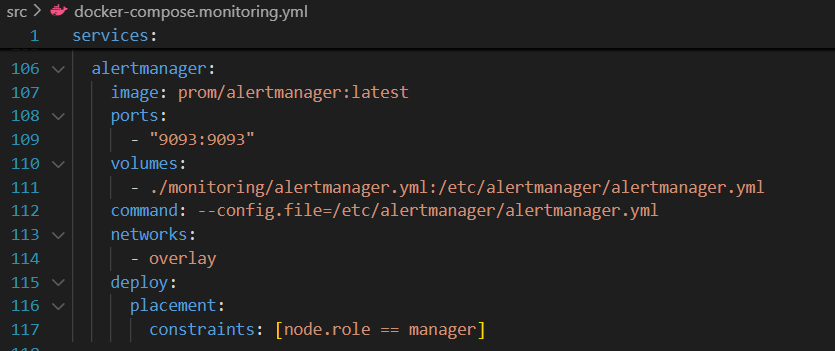 src > docker-compose.monitoring.yml
1 services:
106 alertmanager:
107 image: prom/alertmanager:latest
108 ports:
109 - "9093:9093"
110 volumes:
111 - ./monitoring/alertmanager.yml:/etc/alertmanager/alertmanager.yml
112 command: --config.file=/etc/alertmanager/alertmanager.yml
113 networks:
114 - overlay
115 deploy:
116 placement:
117 constraints: [node.role == manager]